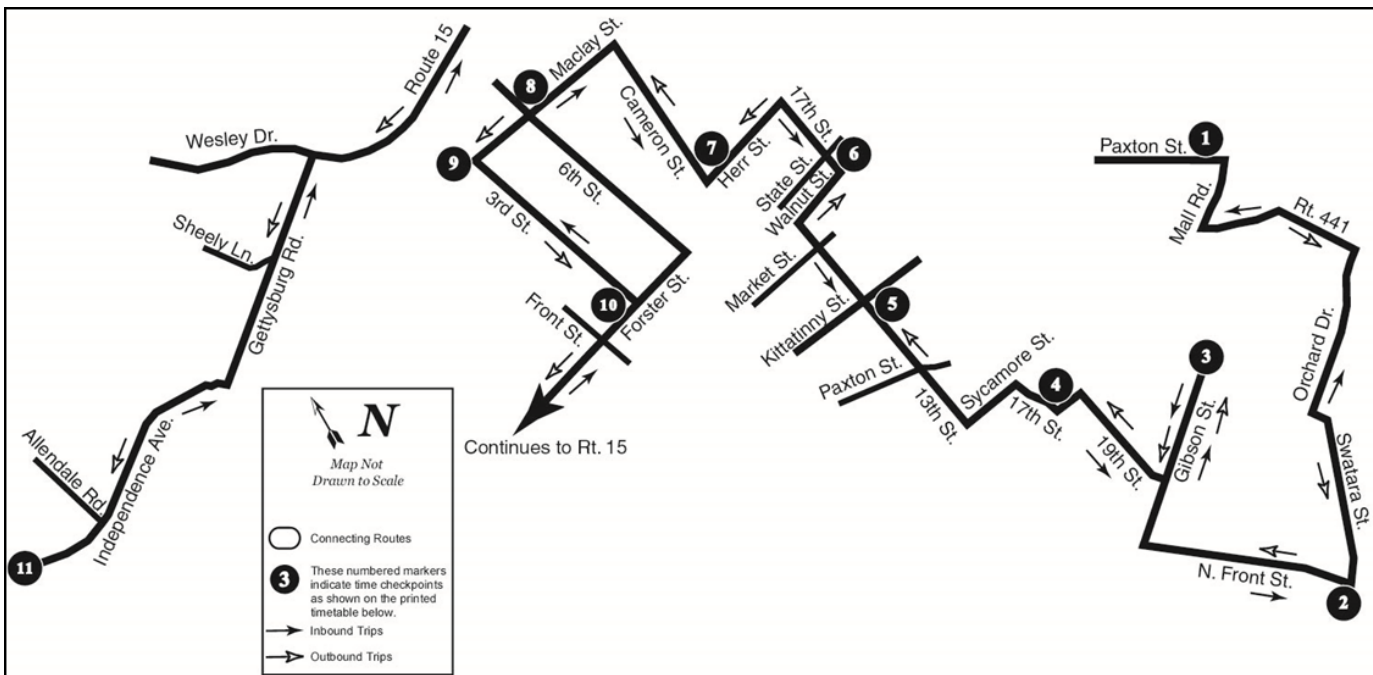 Route 15
Wesley Dr.
Sheely Ln.
Gettysburg Rd.
Independence Ave.
Allendale Rd.
11
8
Maclay St.
9
6th St.
3rd St.
10
Front St.
Forster St.
Continues to Rt. 15
Cameron St.
7
Herr St.
17th St.
6
State St.
Walnut St.
Market St.
5
Kittatinny St.
Paxton St.
13th St.
Sycamore St.
4
17th St.
19th St.
3
Gibson St.
N. Front St.
2
Swatara St.
Orchard Dr.
Rt. 441
Mall Rd.
Paxton St.
1
N
Map Not
Drawn to Scale
Connecting Routes
3
These numbered markers
indicate time checkpoints
as shown on the printed
timetable below.
Inbound Trips
Outbound Trips